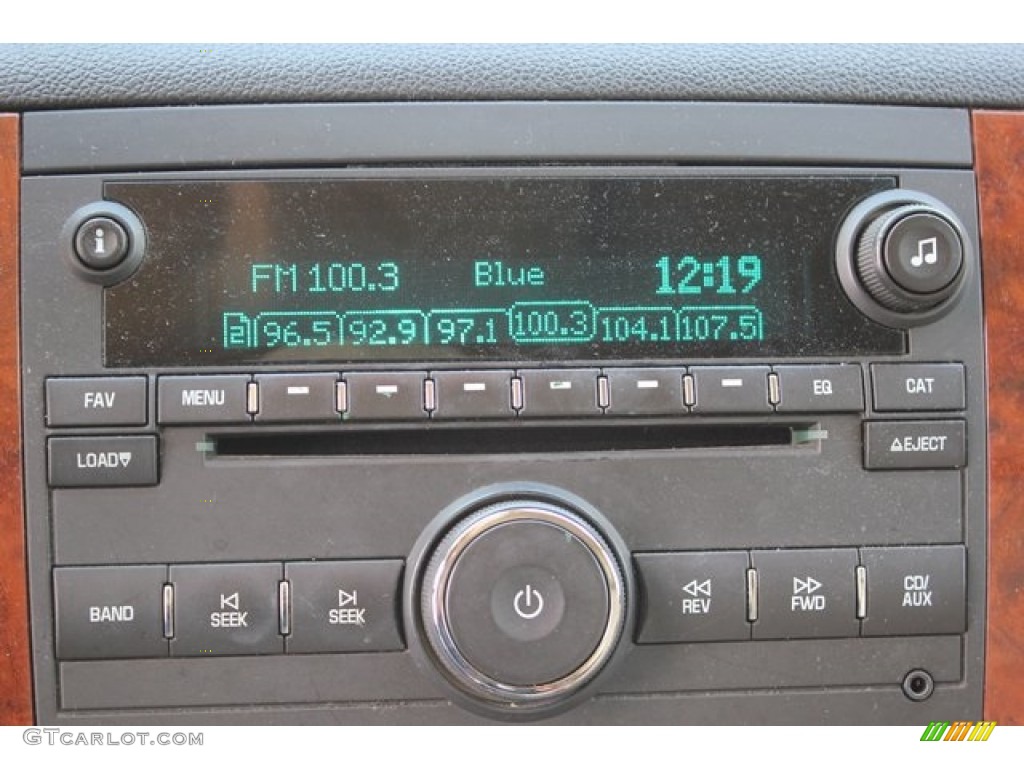 i
FM 100.3 Blue 12:19
2 96.5 92.9 97.1 100.3 104.1 107.5
FAV MENU EQ CAT
LOAD EJECT
BAND SEEK SEEK REV FWD CD/AUX
GTCARLOT.COM